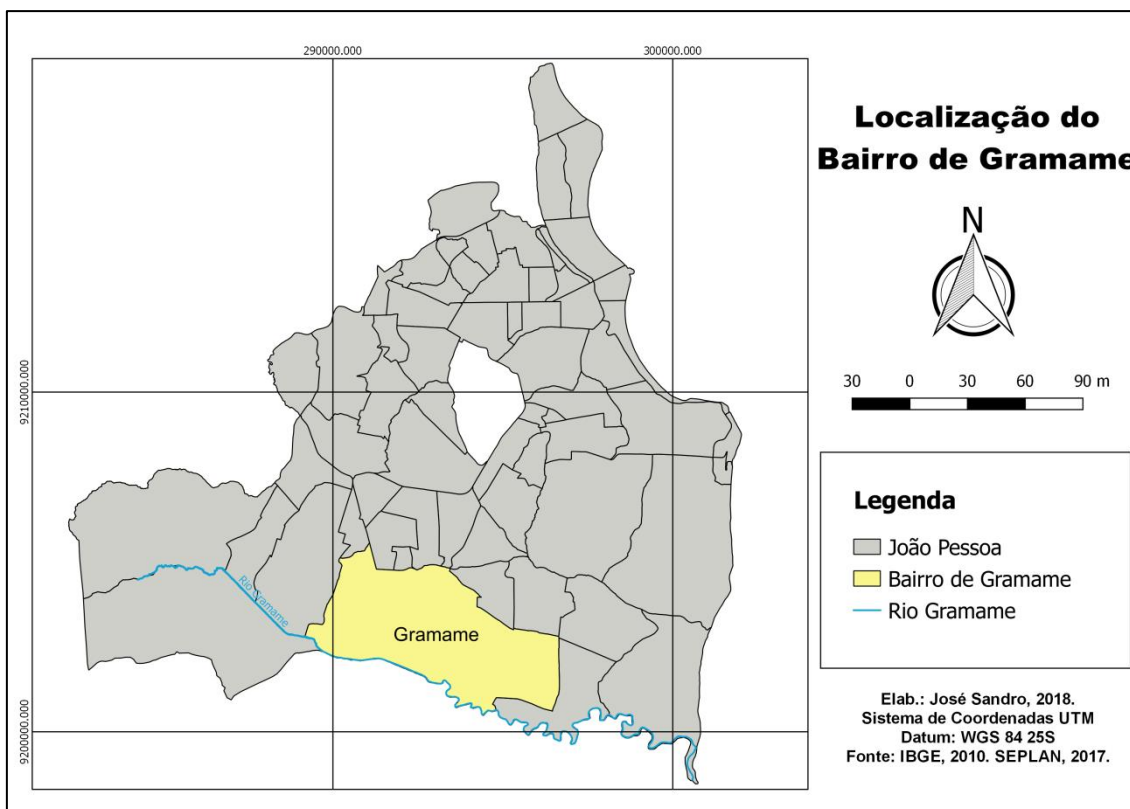 290000.000
300000.000
9210000.000
9200000.000
Rio Gramame
Gramame
Localização do
Bairro de Gramame
N
30 0 30 60 90 m
Legenda
João Pessoa
Bairro de Gramame
Rio Gramame
Elab.: José Sandro, 2018.
Sistema de Coordenadas UTM
Datum: WGS 84 25S
Fonte: IBGE, 2010. SEPLAN, 2017.